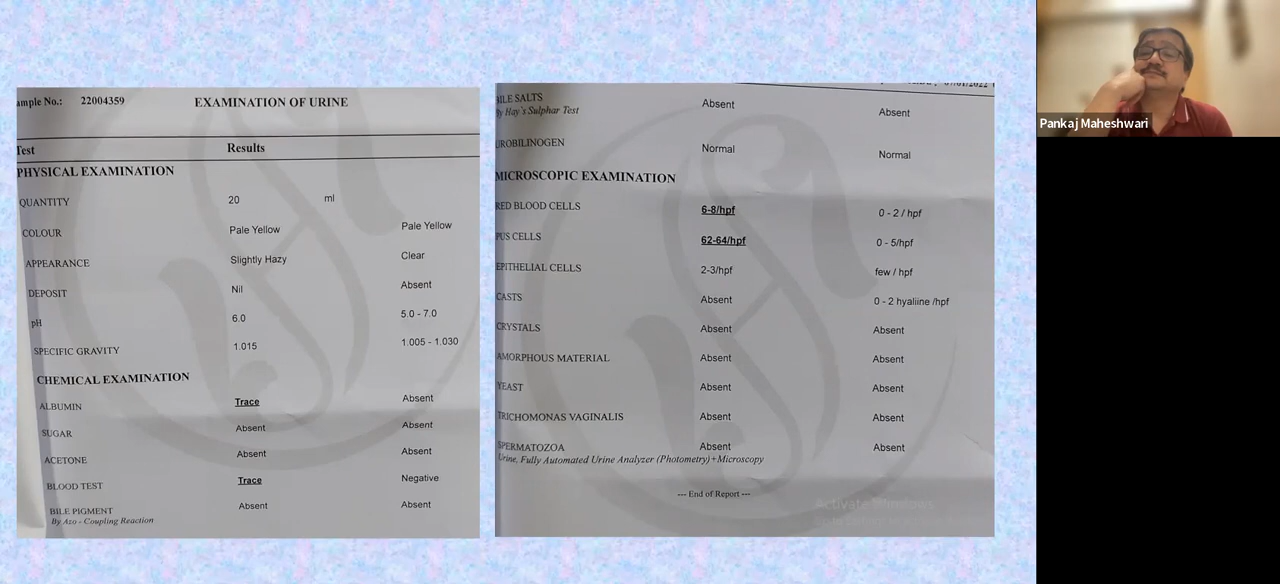 ample No.: 22004359 EXAMINATION OF URINE
Test Results
PHYSICAL EXAMINATION
QUANTITY 20 ml
COLOUR Pale Yellow Pale Yellow
APPEARANCE Slightly Hazy Clear
DEPOSIT Nil Absent
pH 6.0 5.0 - 7.0
SPECIFIC GRAVITY 1.015 1.005 - 1.030
CHEMICAL EXAMINATION
ALBUMIN Trace Absent
SUGAR Absent Absent
ACETONE Absent Absent
BLOOD TEST Trace Negative
BILE PIGMENT Absent Absent
By Azo - Coupling Reaction
BILE SALTS Absent Absent
By Hay's Sulphar Test
UROBILINOGEN Normal Normal
MICROSCOPIC EXAMINATION
RED BLOOD CELLS 6-8/hpf 0 - 2 / hpf
PUS CELLS 62-64/hpf 0 - 5/hpf
EPITHELIAL CELLS 2-3/hpf few / hpf
CASTS Absent 0 - 2 hyaliine /hpf
CRYSTALS Absent Absent
AMORPHOUS MATERIAL Absent Absent
YEAST Absent Absent
TRICHOMONAS VAGINALIS Absent Absent
SPERMATOZOA Absent Absent
Urine, Fully Automated Urine Analyzer (Photometry)+Microscopy
--- End of Report ---
Activate Windows
Pankaj Maheshwari